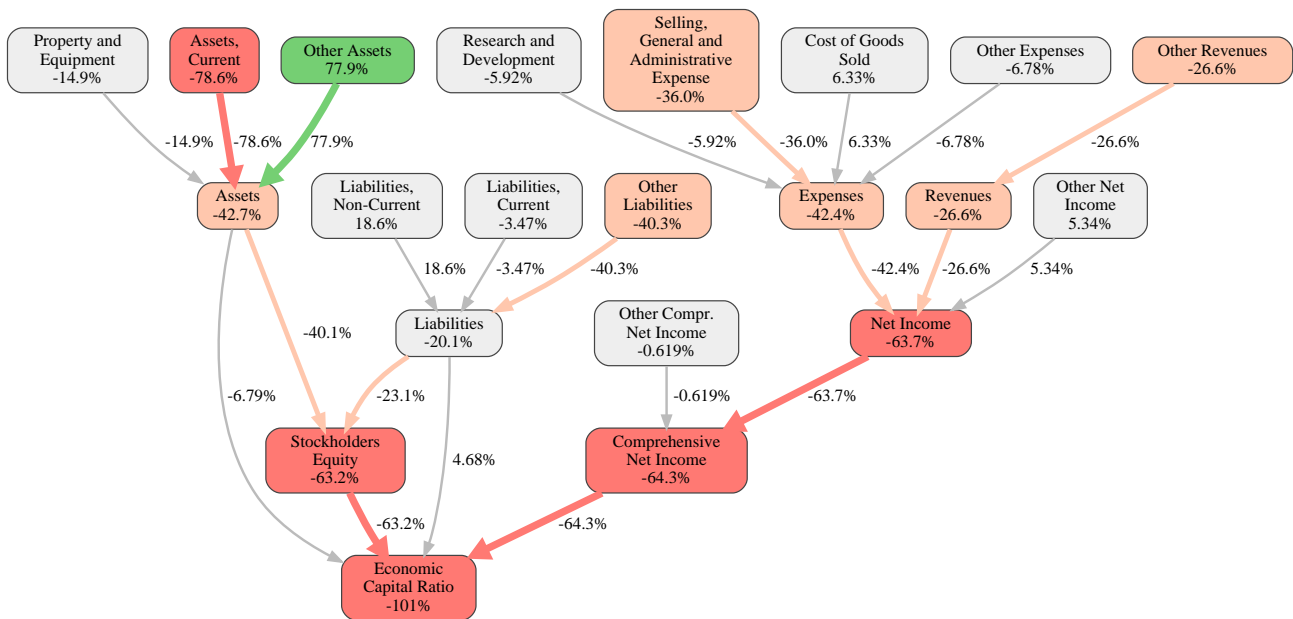 Property and
Equipment
-14.9%
Assets,
Current
-78.6%
Other Assets
77.9%
Research and
Development
-5.92%
Selling,
General and
Administrative
Expense
-36.0%
Cost of Goods
Sold
6.33%
Other Expenses
-6.78%
Other Revenues
-26.6%
-14.9%
-78.6%
77.9%
-5.92%
-36.0%
6.33%
-6.78%
-26.6%
Assets
-42.7%
Liabilities,
Non-Current
18.6%
Liabilities,
Current
-3.47%
Other
Liabilities
-40.3%
Expenses
-42.4%
Revenues
-26.6%
Other Net
Income
5.34%
18.6%
-3.47%
-40.3%
-42.4%
-26.6%
5.34%
-40.1%
Liabilities
-20.1%
Other Compr.
Net Income
-0.619%
Net Income
-63.7%
-6.79%
-23.1%
-0.619%
-63.7%
Stockholders
Equity
-63.2%
4.68%
Comprehensive
Net Income
-64.3%
-63.2%
-64.3%
Economic
Capital Ratio
-101%